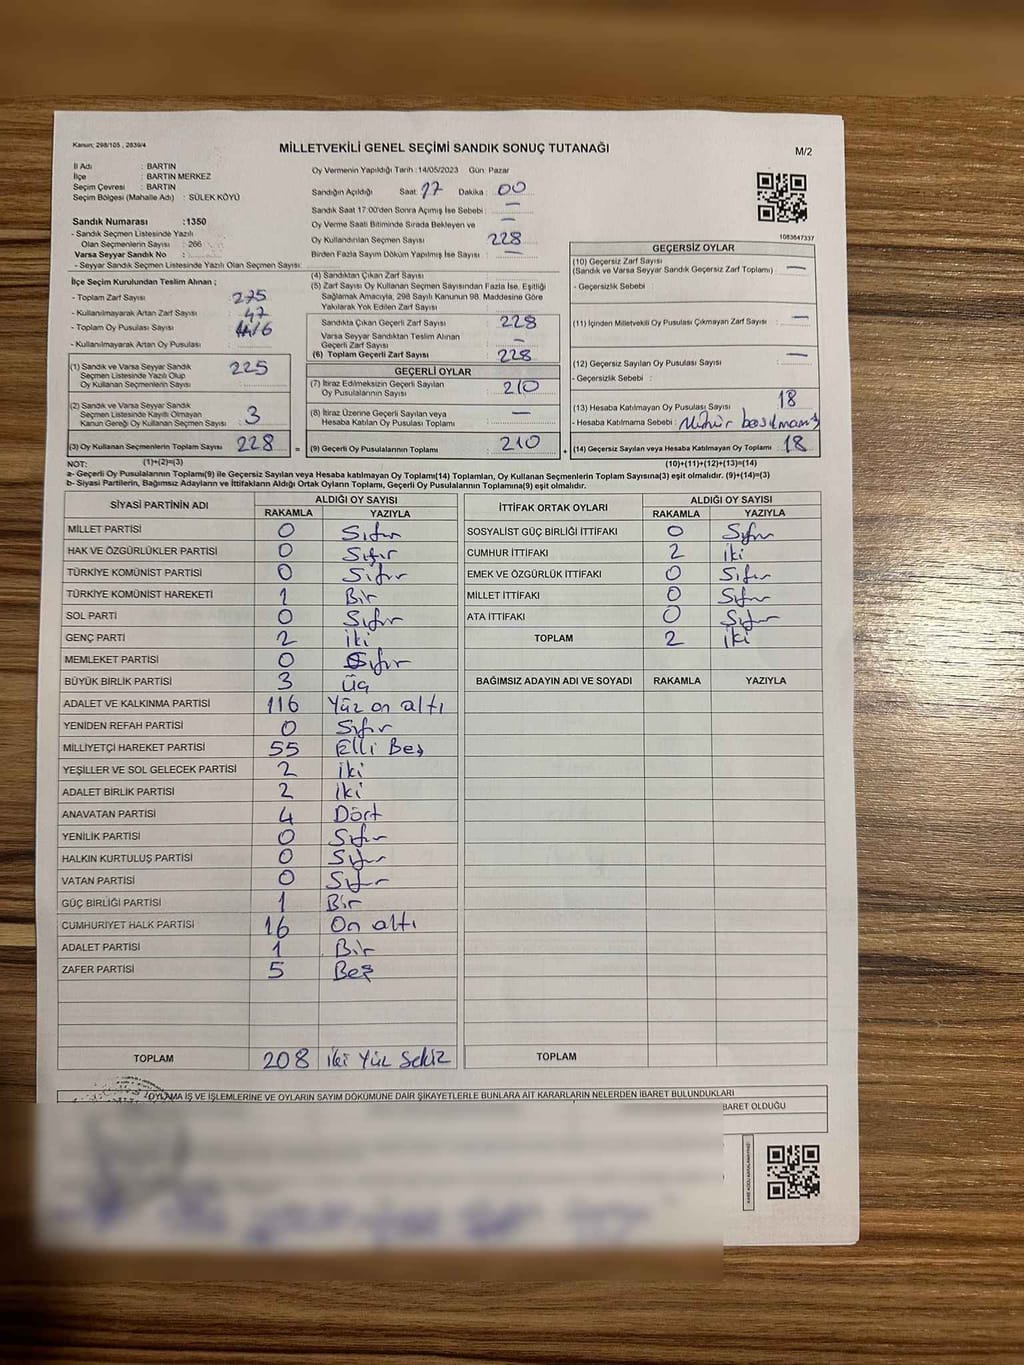 Kanun; 298/105 , 2839/4
MİLLETVEKİLİ GENEL SEÇİMİ SANDIK SONUÇ TUTANAĞI
M/2
İl Adı : BARTIN
İlçe : BARTIN MERKEZ
Seçim Çevresi : BARTIN
Seçim Bölgesi (Mahalle Adı) : SÜLEK KÖYÜ
Sandık Numarası :1350
- Sandık Seçmen Listesinde Yazılı
Olan Seçmenlerin Sayısı : 266
Varsa Seyyar Sandık No :
- Seyyar Sandık Seçmen Listesinde Yazılı Olan Seçmen Sayısı:
Oy Vermenin Yapıldığı Tarih :14/05/2023 Gün: Pazar
Sandığın Açıldığı Saat: 17 Dakika : 00
Sandık Saat 17:00'den Sonra Açımış İse Sebebi : —
Oy Verme Saati Bitiminde Sırada Bekleyen ve
Oy Kullandırılan Seçmen Sayısı : 228
Birden Fazla Sayım Döküm Yapılmış İse Sayısı : —
1083647337
İlçe Seçim Kurulundan Teslim Alınan ;
- Toplam Zarf Sayısı : 275
- Kullanılmayarak Artan Zarf Sayısı : 47
- Toplam Oy Pusulası Sayısı
- Kullanılmayarak Artan Oy Pusulası :
(1) Sandık ve Varsa Seyyar Sandık
Seçmen Listesinde Yazılı Olup
Oy Kullanan Seçmenlerin Sayısı : 225
(2) Sandık ve Varsa Seyyar Sandık
Seçmen Listesinde Kayıtlı Olmayan
Kanun Gereği Oy Kullanan Seçmen Sayısı : 3
(3) Oy Kullanan Seçmenlerin Toplam Sayısı : 228
(1)+(2)=(3)
(4) Sandıktan Çıkan Zarf Sayısı :
(5) Zarf Sayısı Oy Kullanan Seçmen Sayısından Fazla İse, Eşitliği
Sağlamak Amacıyla, 298 Sayılı Kanunun 98. Maddesine Göre
Yakılarak Yok Edilen Zarf Sayısı :
Sandıkta Çıkan Geçerli Zarf Sayısı : 228
Varsa Seyyar Sandıktan Teslim Alınan
Geçerli Zarf Sayısı : —
(6) Toplam Geçerli Zarf Sayısı : 228
GEÇERLİ OYLAR
(7) İtiraz Edilmeksizin Geçerli Sayılan
Oy Pusulalarının Sayısı : 210
(8) İtiraz Üzerine Geçerli Sayılan veya
Hesaba Katılan Oy Pusulası Toplamı : —
= (9) Geçerli Oy Pusulalarının Toplamı : 210
GEÇERSİZ OYLAR
(10) Geçersiz Zarf Sayısı
(Sandık ve Varsa Seyyar Sandık Geçersiz Zarf Toplamı) : —
- Geçersizlik Sebebi :
(11) İçinden Milletvekili Oy Pusulası Çıkmayan Zarf Sayısı : —
(12) Geçersiz Sayılan Oy Pusulası Sayısı : —
- Geçersizlik Sebebi :
(13) Hesaba Katılmayan Oy Pusulası Sayısı : 18
- Hesaba Katılmama Sebebi : Mühür basılmamış
+ (14) Geçersiz Sayılan veya Hesaba Katılmayan Oy Toplamı : 18
(10)+(11)+(12)+(13)=(14)
NOT:
a- Geçerli Oy Pusulalarının Toplamı(9) ile Geçersiz Sayılan veya Hesaba katılmayan Oy Toplamı(14) Toplamları, Oy Kullanan Seçmenlerin Toplam Sayısına(3) eşit olmalıdır. (9)+(14)=(3)
b- Siyasi Partilerin, Bağımsız Adayların ve İttifakların Aldığı Ortak Oyların Toplamı, Geçerli Oy Pusulalarının Toplamına(9) eşit olmalıdır.
SİYASİ PARTİNİN ADI ALDIĞI OY SAYISI
RAKAMLA YAZIYLA
MİLLET PARTİSİ 0 Sıfır
HAK VE ÖZGÜRLÜKLER PARTİSİ 0 Sıfır
TÜRKİYE KOMÜNİST PARTİSİ 0 Sıfır
TÜRKİYE KOMÜNİST HAREKETİ 1 Bir
SOL PARTİ 0 Sıfır
GENÇ PARTİ 2 iki
MEMLEKET PARTİSİ 0 Sıfır
BÜYÜK BİRLİK PARTİSİ 3 Üç
ADALET VE KALKINMA PARTİSİ 116 Yüz on altı
YENİDEN REFAH PARTİSİ 0 Sıfır
MİLLİYETÇİ HAREKET PARTİSİ 55 Elli Beş
YEŞİLLER VE SOL GELECEK PARTİSİ 2 iki
ADALET BİRLİK PARTİSİ 2 iki
ANAVATAN PARTİSİ 4 Dört
YENİLİK PARTİSİ 0 Sıfır
HALKIN KURTULUŞ PARTİSİ 0 Sıfır
VATAN PARTİSİ 0 Sıfır
GÜÇ BİRLİĞİ PARTİSİ 1 Bir
CUMHURİYET HALK PARTİSİ 16 On altı
ADALET PARTİSİ 1 Bir
ZAFER PARTİSİ 5 Beş
TOPLAM 208 iki Yüz Sekiz
İTTİFAK ORTAK OYLARI ALDIĞI OY SAYISI
RAKAMLA YAZIYLA
SOSYALİST GÜÇ BİRLİĞİ İTTİFAKI 0 Sıfır
CUMHUR İTTİFAKI 2 iki
EMEK VE ÖZGÜRLÜK İTTİFAKI 0 Sıfır
MİLLET İTTİFAKI 0 Sıfır
ATA İTTİFAKI 0 Sıfır
TOPLAM 2 iki
BAĞIMSIZ ADAYIN ADI VE SOYADI RAKAMLA YAZIYLA
TOPLAM
OYLAMA İŞ VE İŞLEMLERİNE VE OYLARIN SAYIM DÖKÜMÜNE DAİR ŞİKAYETLERLE BUNLARA AİT KARARLARIN NELERDEN İBARET BULUNDUKLARI
BARET OLDUĞU